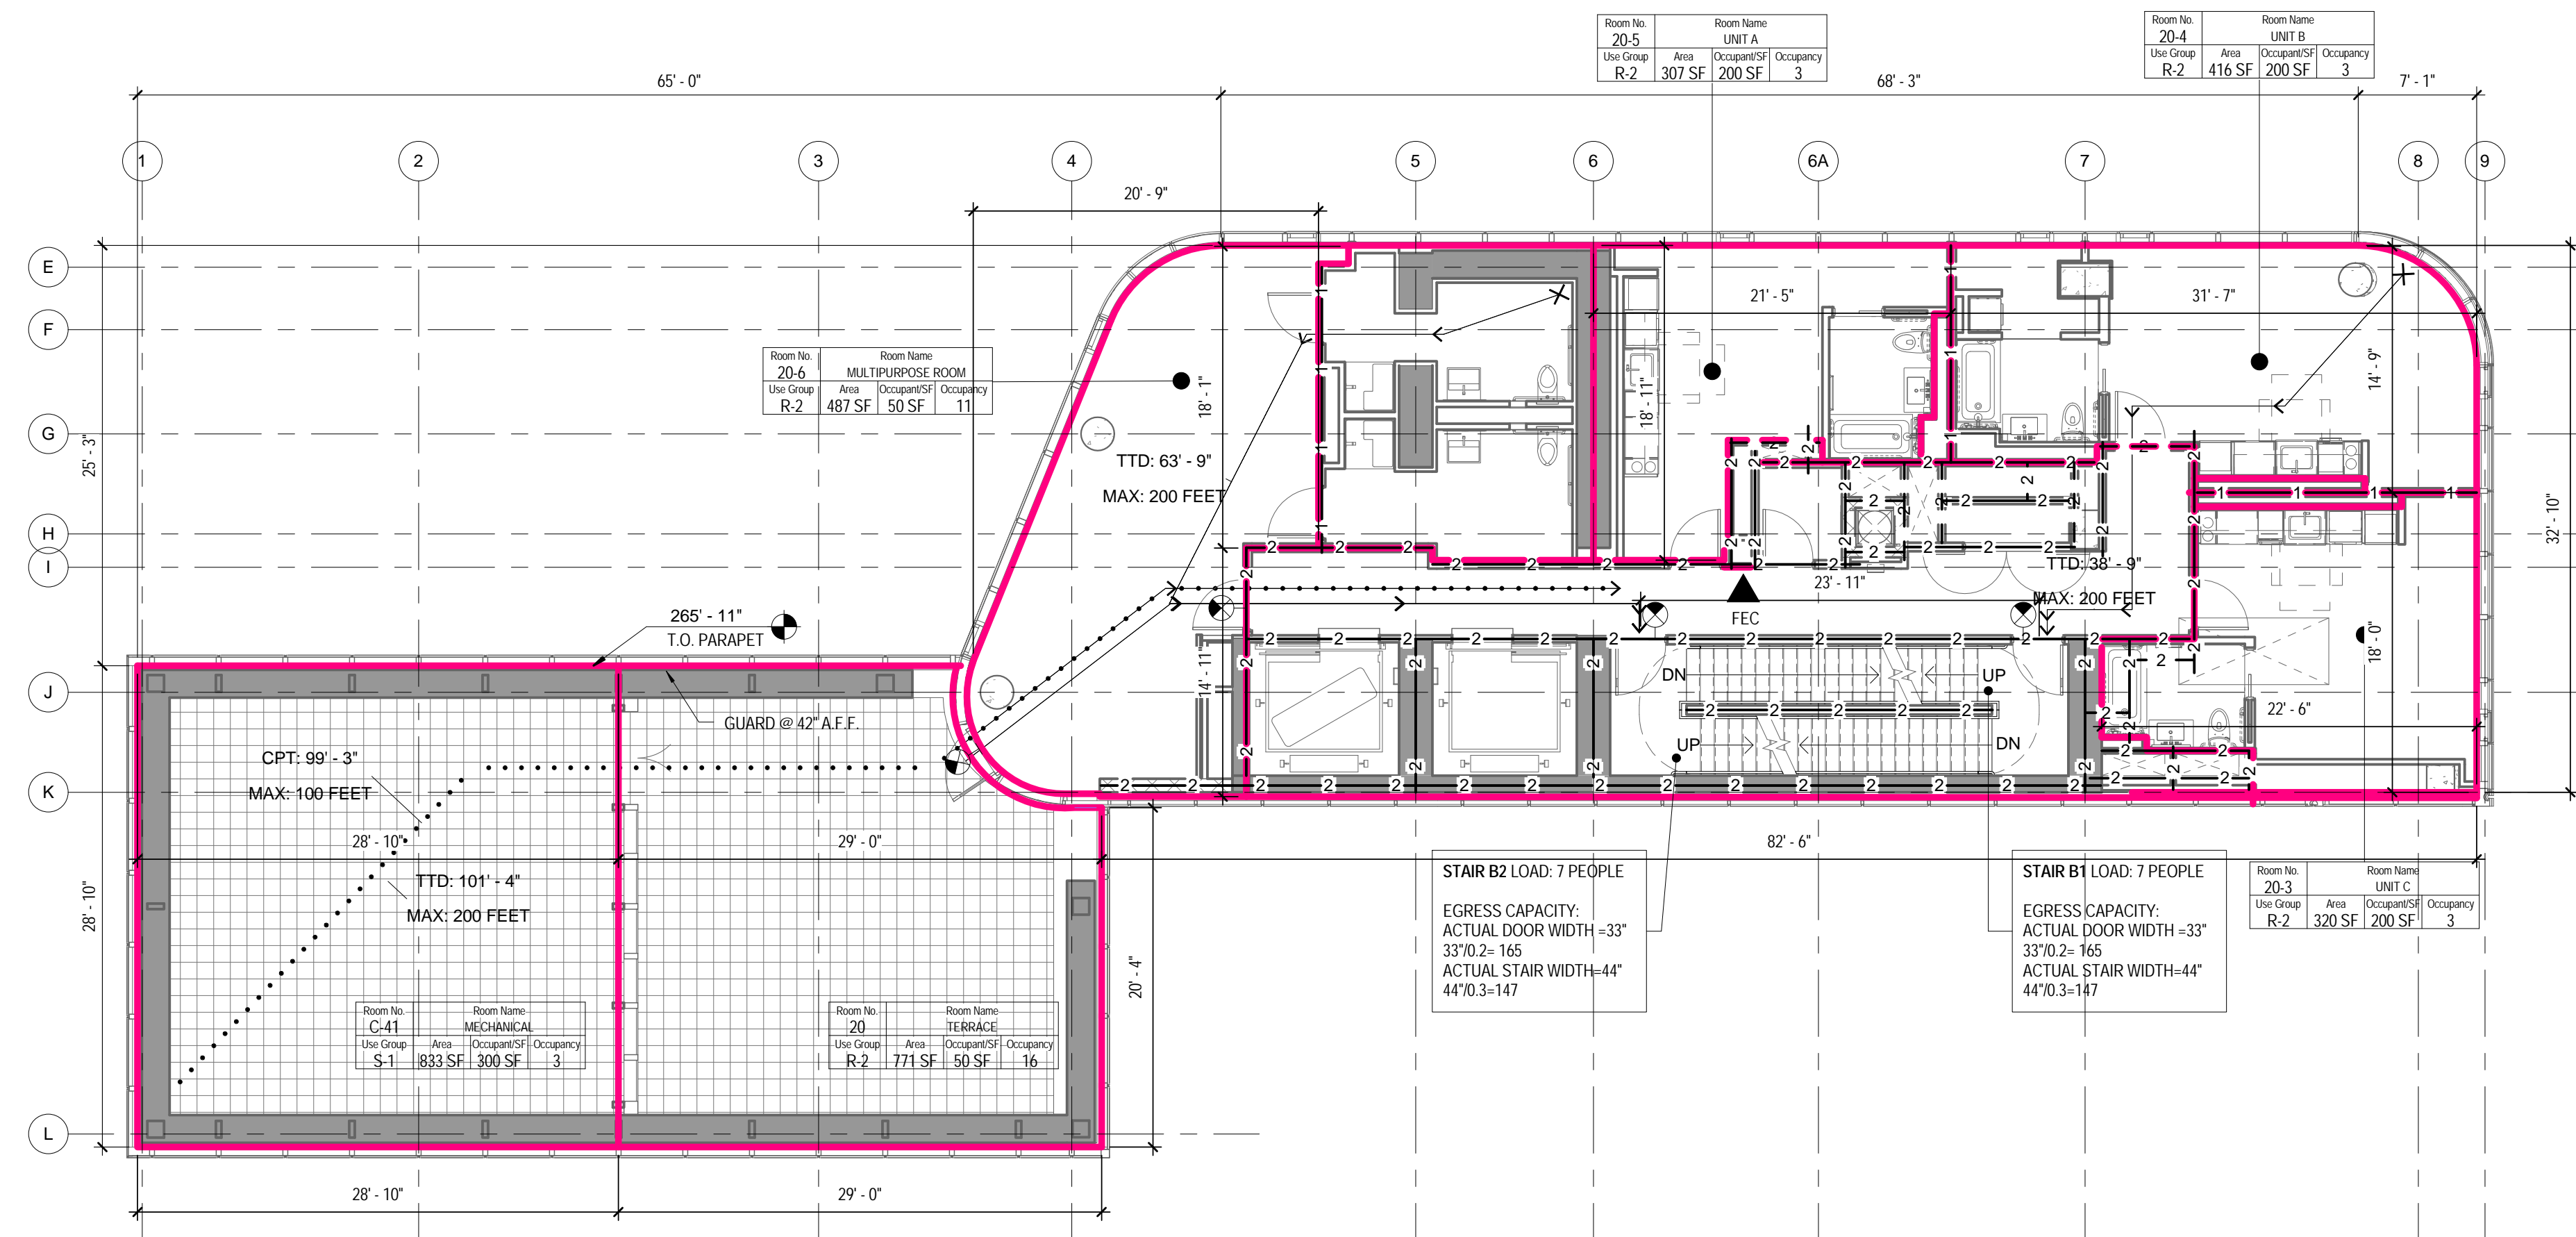 Room No. Room Name
20-5 UNIT A
Use Group Area Occupant/SF Occupancy
R-2 307 SF 200 SF 3
Room No. Room Name
20-4 UNIT B
Use Group Area Occupant/SF Occupancy
R-2 416 SF 200 SF 3
65' - 0"
68' - 3"
7' - 1"
1 2 3 4 5 6 6A 7 8 9
20' - 9"
E
F
G
H
I
J
K
L
25' - 3"
28' - 10"
21' - 5"
31' - 7"
Room No. Room Name
20-6 MULTIPURPOSE ROOM
Use Group Area Occupant/SF Occupancy
R-2 487 SF 50 SF 11
18' - 1"
18' - 11"
14' - 9"
32' - 10"
TTD: 63' - 9"
MAX: 200 FEET
TTD: 38' - 9"
MAX: 200 FEET
23' - 11"
FEC
265' - 11"
T.O. PARAPET
GUARD @ 42" A.F.F.
14' - 11"
18' - 0"
22' - 6"
DN
UP
UP
DN
CPT: 99' - 3"
MAX: 100 FEET
28' - 10"
29' - 0"
82' - 6"
TTD: 101' - 4"
MAX: 200 FEET
20' - 4"
STAIR B2 LOAD: 7 PEOPLE
EGRESS CAPACITY:
ACTUAL DOOR WIDTH =33"
33"/0.2= 165
ACTUAL STAIR WIDTH=44"
44"/0.3=147
STAIR B1 LOAD: 7 PEOPLE
EGRESS CAPACITY:
ACTUAL DOOR WIDTH =33"
33"/0.2= 165
ACTUAL STAIR WIDTH=44"
44"/0.3=147
Room No. Room Name
20-3 UNIT C
Use Group Area Occupant/SF Occupancy
R-2 320 SF 200 SF 3
Room No. Room Name
C-41 MECHANICAL
Use Group Area Occupant/SF Occupancy
S-1 833 SF 300 SF 3
Room No. Room Name
20 TERRACE
Use Group Area Occupant/SF Occupancy
R-2 771 SF 50 SF 16
28' - 10"
29' - 0"